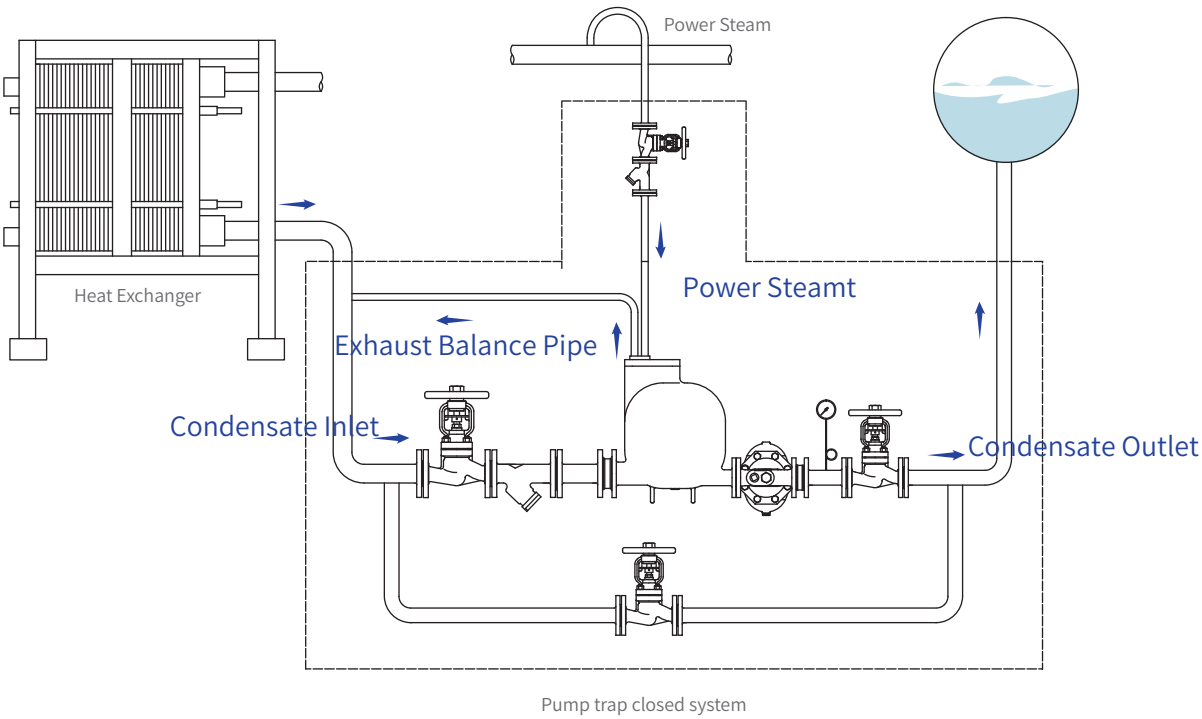 Power Steam
Heat Exchanger
Power Steamt
Exhaust Balance Pipe
Condensate Inlet
Condensate Outlet
Pump trap closed system